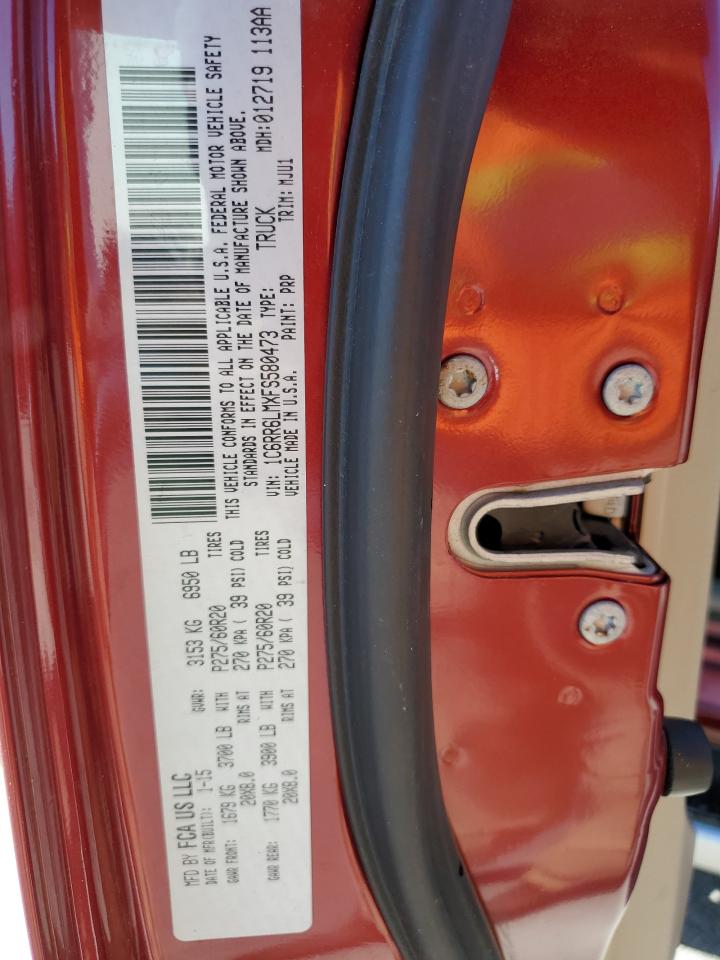 MFD BY FCA US LLC
DATE OF MFR(BUILT): 1-15 GVWR: 3153 KG 6950 LB
GAWR FRONT: 1679 KG 3700 LB WITH P275/60R20 TIRES
20X8.0 RIMS AT 270 KPA ( 39 PSI) COLD
GAWR REAR: 1770 KG 3900 LB WITH P275/60R20 TIRES
20X8.0 RIMS AT 270 KPA ( 39 PSI) COLD
THIS VEHICLE CONFORMS TO ALL APPLICABLE U.S.A. FEDERAL MOTOR VEHICLE SAFETY
STANDARDS IN EFFECT ON THE DATE OF MANUFACTURE SHOWN ABOVE.
VIN: 1C6RR6LMXFS580473 TYPE: TRUCK MDH:012719 113AA
VEHICLE MADE IN U.S.A. PAINT: PRP TRIM: MJU1